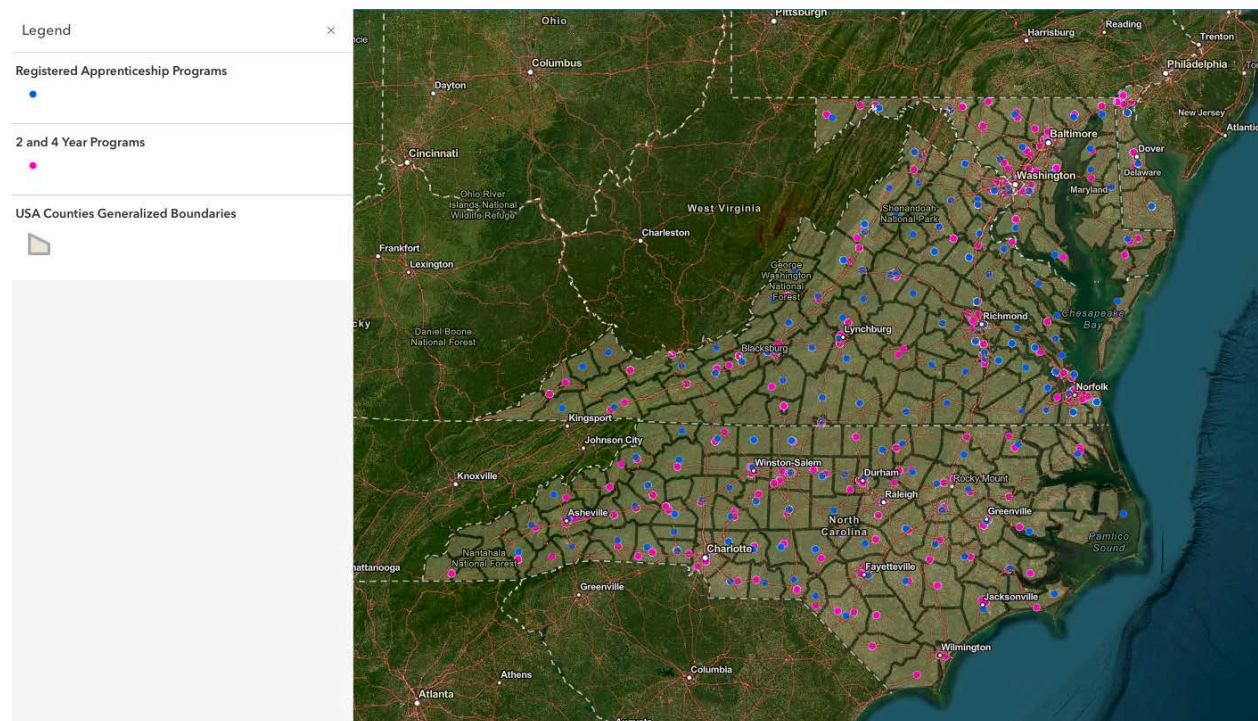 Legend
×
Registered Apprenticeship Programs
2 and 4 Year Programs
USA Counties Generalized Boundaries
Ohio
Pittsburgh
Reading
Harrisburg
Trenton
Columbus
Philadelphia
Dayton
New Jersey
Atlantic
Baltimore
Cincinnati
Dover
Delaware
Washington
Maryland
Ohio River
Islands National
Wildlife Refuge
West Virginia
Shenandoah
National Park
Charleston
Frankfort
Lexington
George
Washington
National
Forest
Richmond
Chesapeake
Bay
cky
Daniel Boone
National Forest
Lynchburg
Blacksburg
Norfolk
Kingsport
Johnson City
Knoxville
Winston-Salem
Durham
Rocky Mount
Raleigh
Asheville
Greenville
North
Carolina
Pamlico
Sound
Charlotte
Nantahala
National Forest
hattanooga
Fayetteville
Greenville
Jacksonville
Wilmington
Columbia
Athens
Atlanta
Augusta